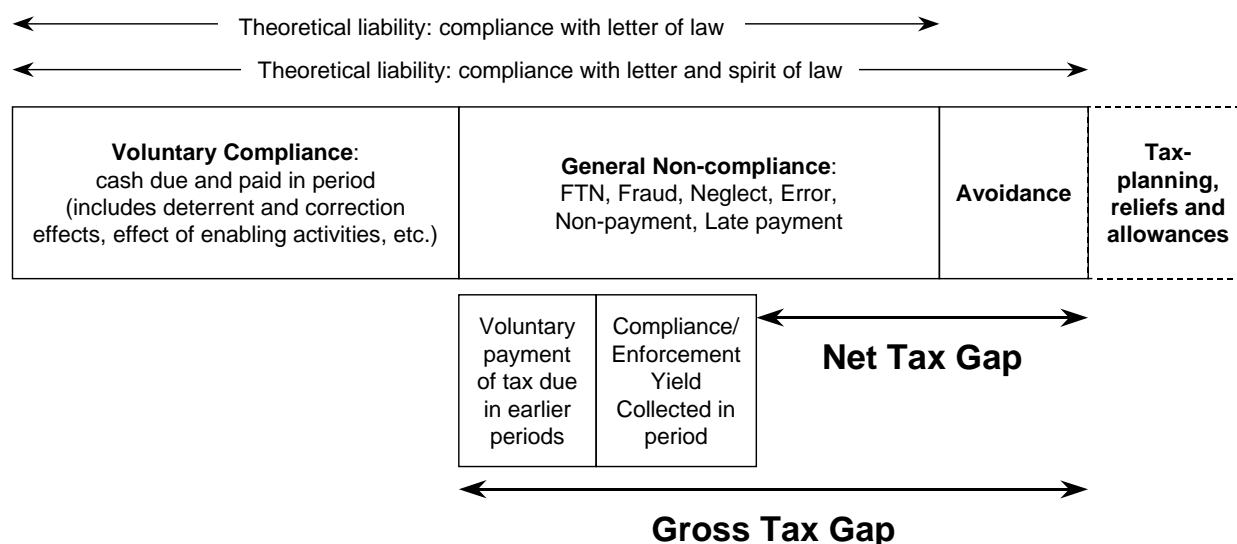 Theoretical liability: compliance with letter of law
Theoretical liability: compliance with letter and spirit of law
Voluntary Compliance:
cash due and paid in period
(includes deterrent and correction
effects, effect of enabling activities, etc.)
General Non-compliance:
FTN, Fraud, Neglect, Error,
Non-payment, Late payment
Avoidance
Tax-
planning,
reliefs and
allowances
Voluntary
payment
of tax due
in earlier
periods
Compliance/
Enforcement
Yield
Collected in
period
Net Tax Gap
Gross Tax Gap